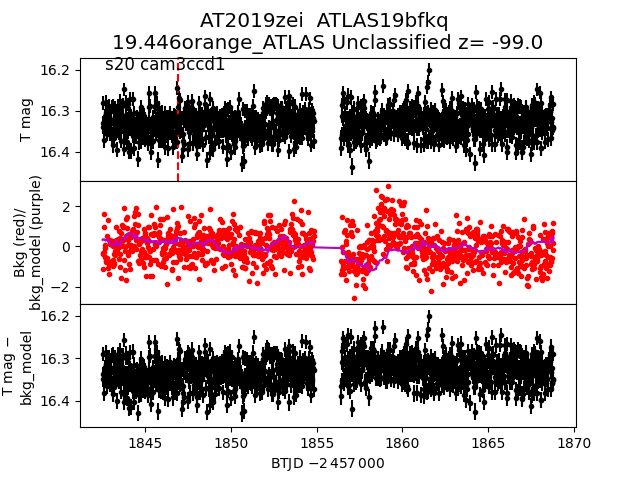 AT2019zei  ATLAS19bfkq
19.446orange_ATLAS Unclassified z= -99.0
s20 cam3ccd1
T mag
16.2
16.3
16.4
Bkg (red)/
bkg_model (purple)
2
0
−2
T mag −
bkg_model
16.2
16.3
16.4
1845 1850 1855 1860 1865 1870
BTJD −2 457 000